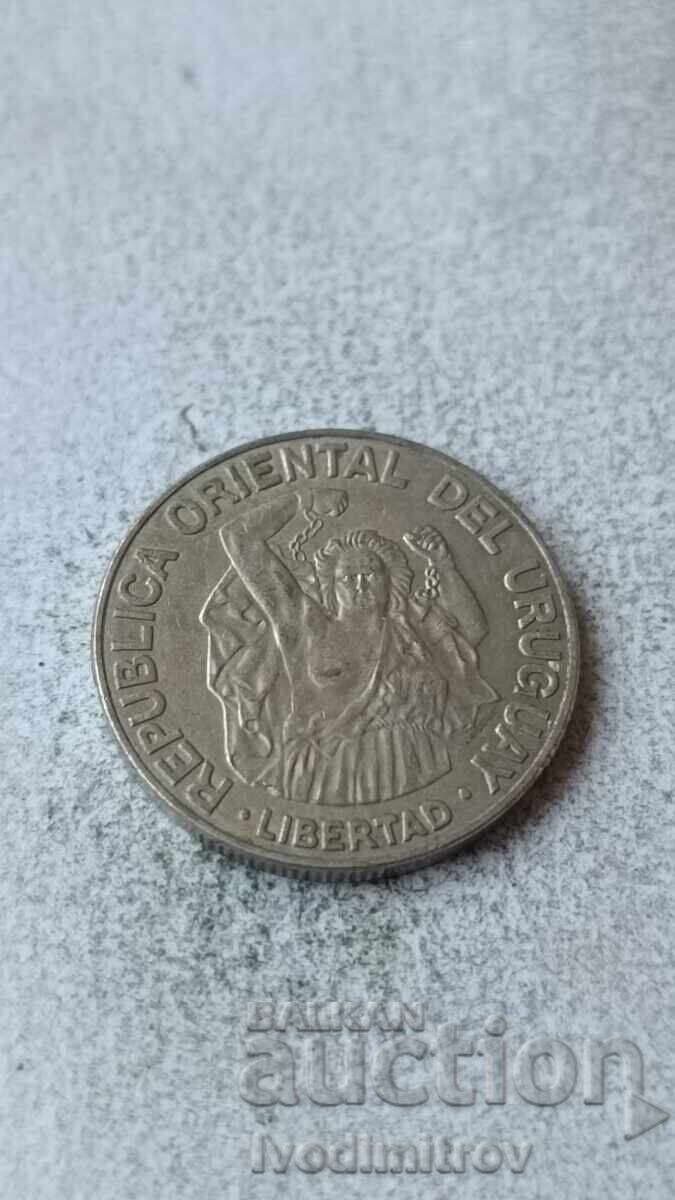 REPUBLICA ORIENTAL DEL URUGUAY
· LIBERTAD ·
BALKAN
auction
Ivodimitrov